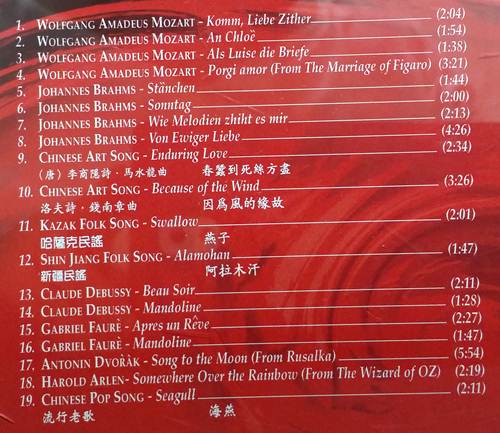 1. WOLFGANG AMADEUS MOZART - Komm, Liebe Zither (2:04)
2. WOLFGANG AMADEUS MOZART - An Chloë (1:54)
3. WOLFGANG AMADEUS MOZART - Als Luise die Briefe (1:38)
4. WOLFGANG AMADEUS MOZART - Porgi amor (From The Marriage of Figaro) (3:21)
5. JOHANNES BRAHMS - Stänchen (1:44)
6. JOHANNES BRAHMS - Sonntag (2:00)
7. JOHANNES BRAHMS - Wie Melodien zhiht es mir (2:13)
8. JOHANNES BRAHMS - Von Ewiger Liebe (4:26)
9. CHINESE ART SONG - Enduring Love (2:34)
(唐) 李商隱詩﹐馬水龍曲 春蠶到死絲方盡
10. CHINESE ART SONG - Because of the Wind (3:26)
洛夫詩﹐錢南章曲 因爲風的緣故
11. KAZAK FOLK SONG - Swallow (2:01)
哈薩克民謠 燕子
12. SHIN JIANG FOLK SONG - Alamohan (1:47)
新疆民謠 阿拉木汗
13. CLAUDE DEBUSSY - Beau Soir (2:11)
14. CLAUDE DEBUSSY - Mandoline (1:28)
15. GABRIEL FAURÈ - Apres un Rêve (2:27)
16. GABRIEL FAURÈ - Mandoline (1:47)
17. ANTONIN DVOŘÀK - Song to the Moon (From Rusalka) (5:54)
18. HAROLD ARLEN - Somewhere Over the Rainbow (From The Wizard of OZ) (2:19)
19. CHINESE POP SONG - Seagull (2:11)
流行老歌 海燕